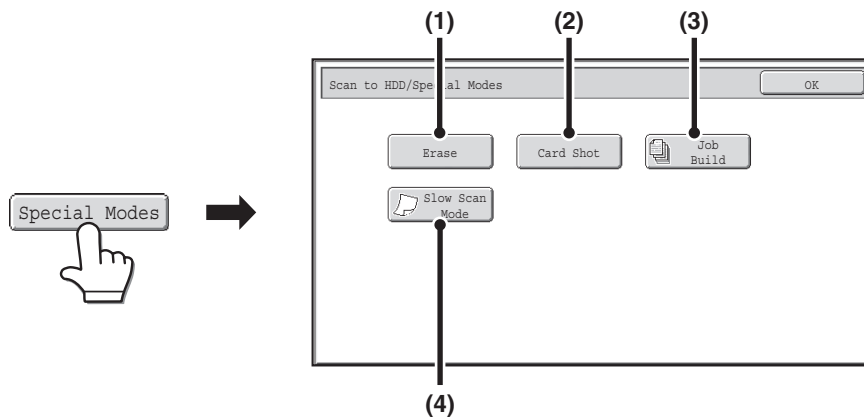 (1) (2) (3)
Scan to HDD/Special Modes OK
Erase Card Shot Job
Build
Special Modes
Slow Scan
Mode
(4)